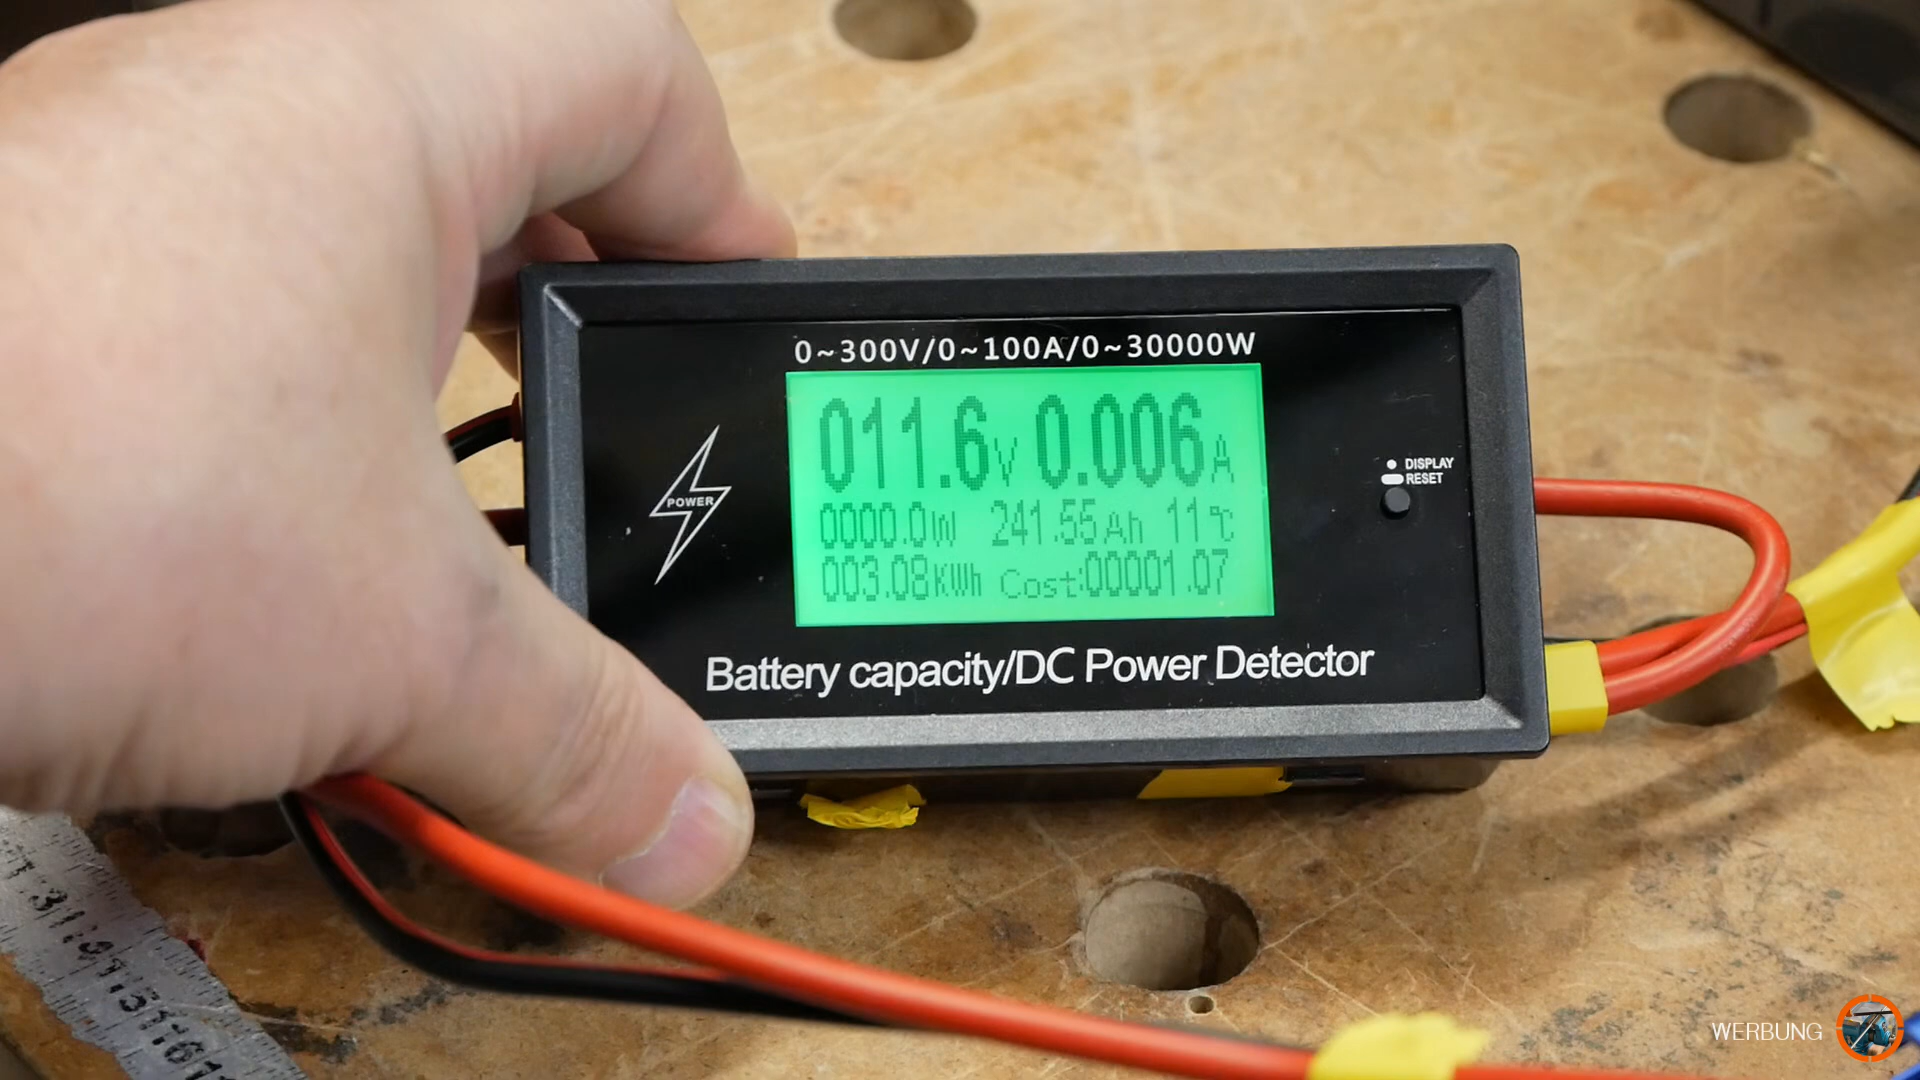 0~300V/0~100A/0~30000W
011.6V 0.006A
0000.0W 241.55Ah 11℃
003.08KWh Cost:00001.07
POWER
DISPLAY
RESET
Battery capacity/DC Power Detector
WERBUNG